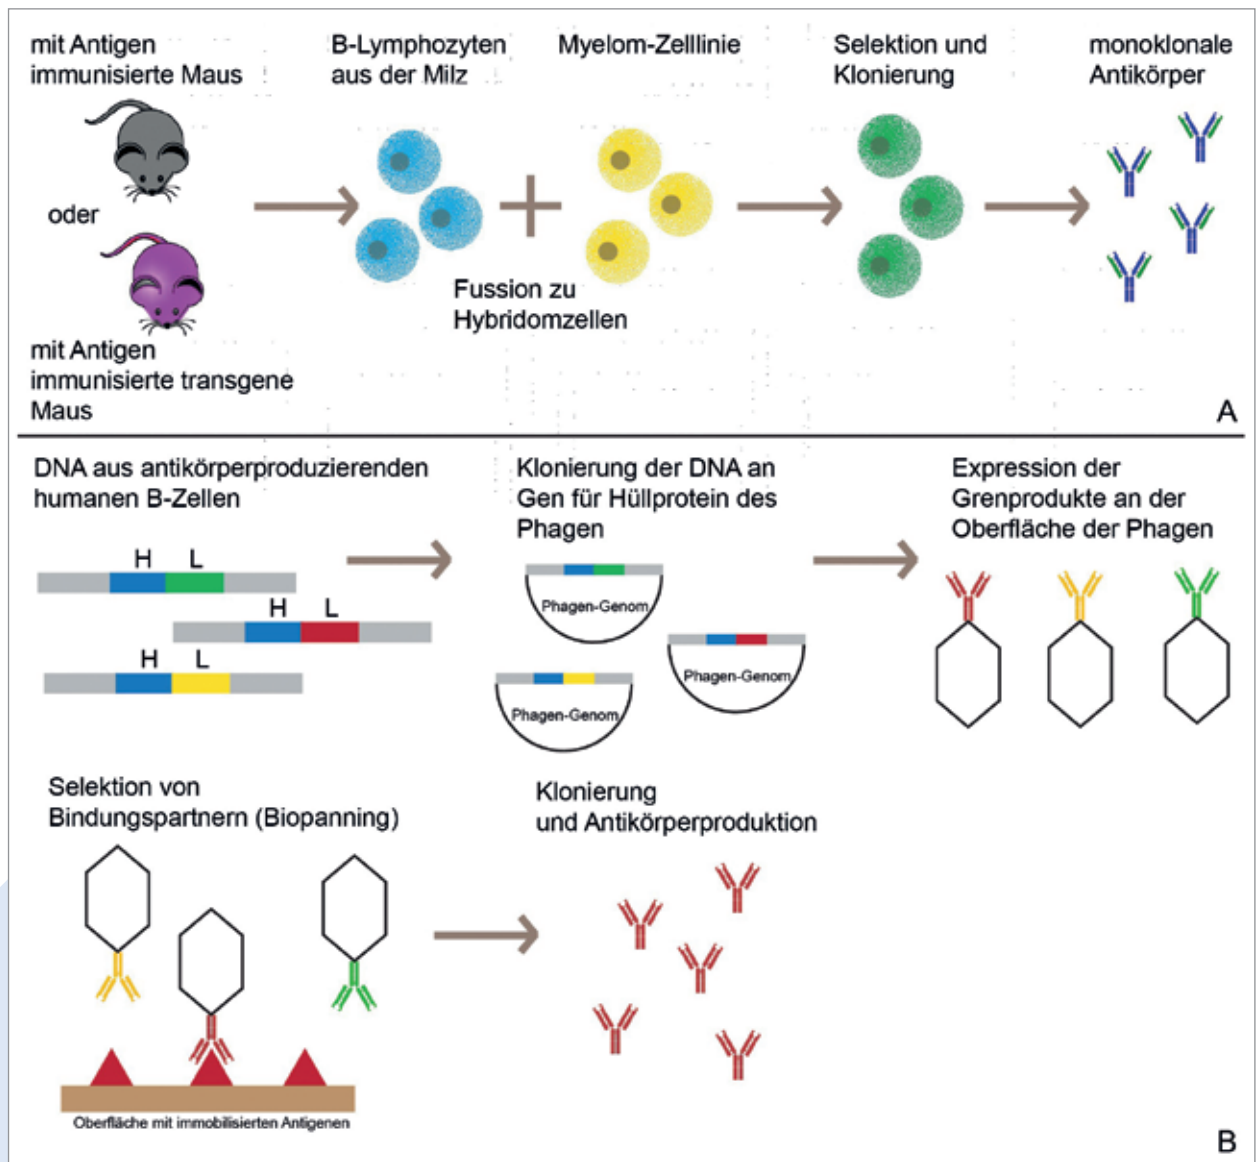 mit Antigen
immunisierte Maus
B-Lymphozyten
aus der Milz
Myelom-Zelllinie
Selektion und
Klonierung
monoklonale
Antikörper
oder
Fussion zu
Hybridomzellen
mit Antigen
immunisierte transgene
Maus
A
DNA aus antikörperproduzierenden
humanen B-Zellen
H L
H L
H L
Klonierung der DNA an
Gen für Hüllprotein des
Phagen
Phagen-Genom
Phagen-Genom
Phagen-Genom
Expression der
Grenprodukte an der
Oberfläche der Phagen
Selektion von
Bindungspartnern (Biopanning)
Oberfläche mit immobilisierten Antigenen
Klonierung
und Antikörperproduktion
B